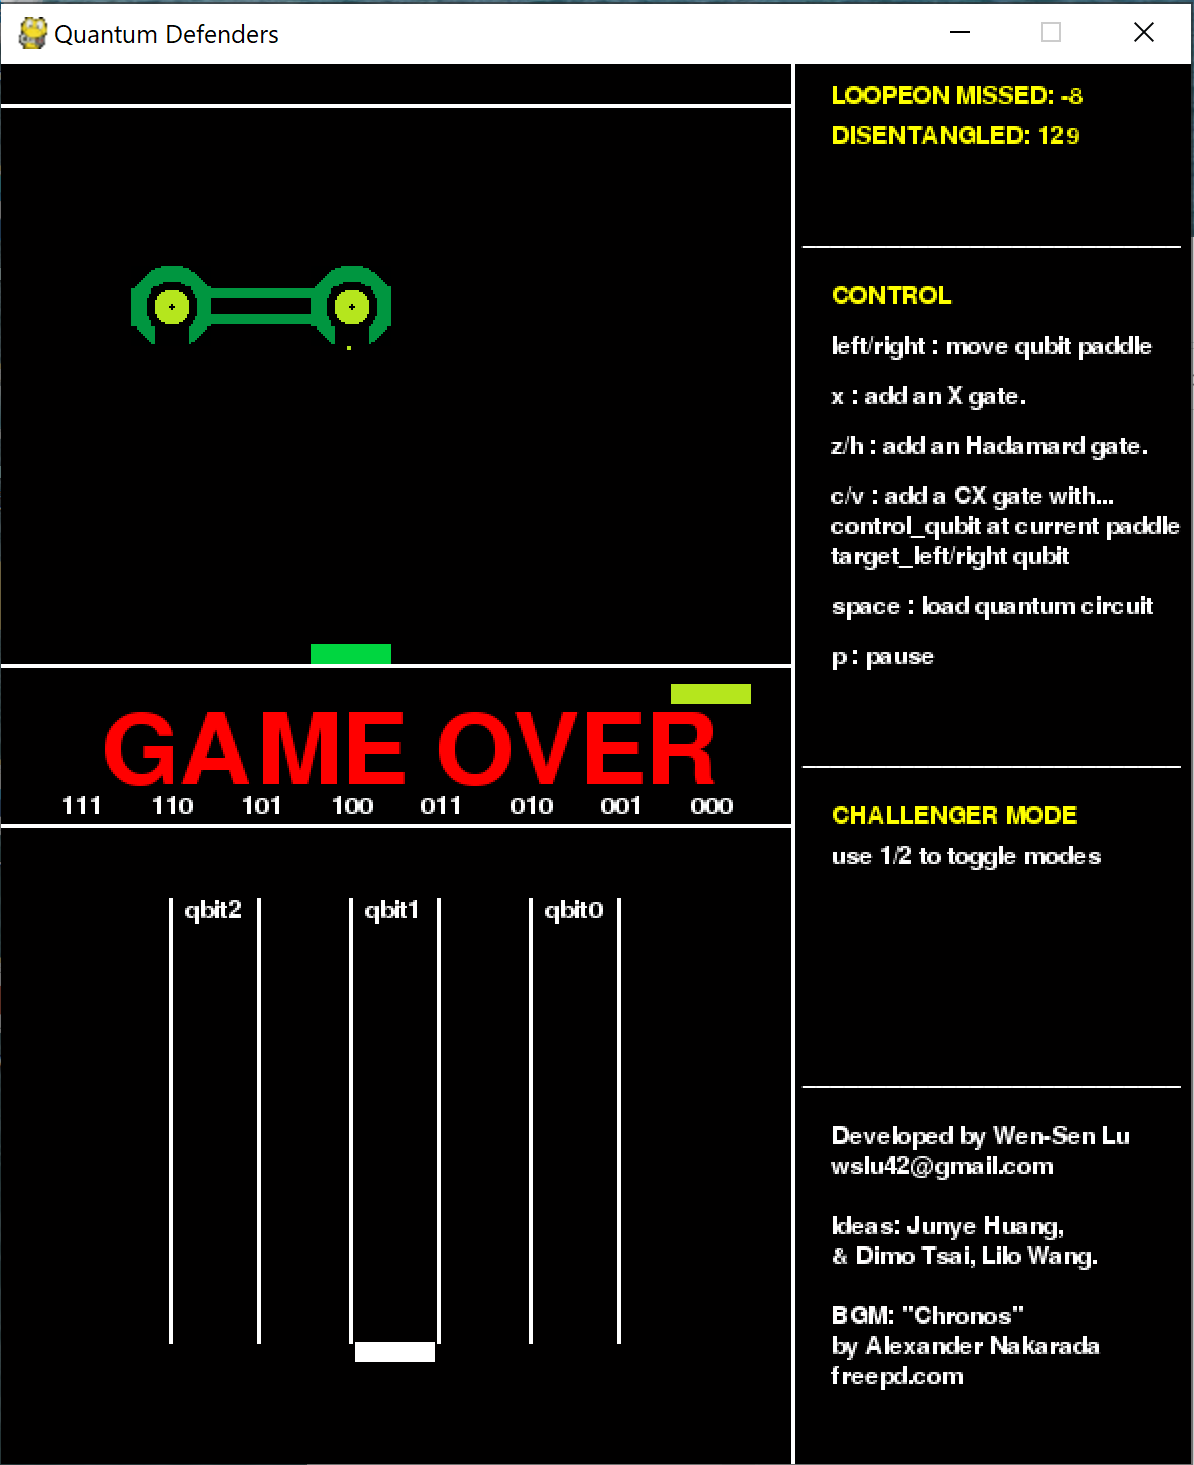 Quantum Defenders
LOOPEON MISSED: -8
DISENTANGLED: 129
CONTROL
left/right : move qubit paddle
x : add an X gate.
z/h : add an Hadamard gate.
c/v : add a CX gate with...
control_qubit at current paddle
target_left/right qubit
space : load quantum circuit
p : pause
GAME OVER
111 110 101 100 011 010 001 000
CHALLENGER MODE
use 1/2 to toggle modes
qbit2 qbit1 qbit0
Developed by Wen-Sen Lu
wslu42@gmail.com
Ideas: Junye Huang,
& Dimo Tsai, Lilo Wang.
BGM: "Chronos"
by Alexander Nakarada
freepd.com